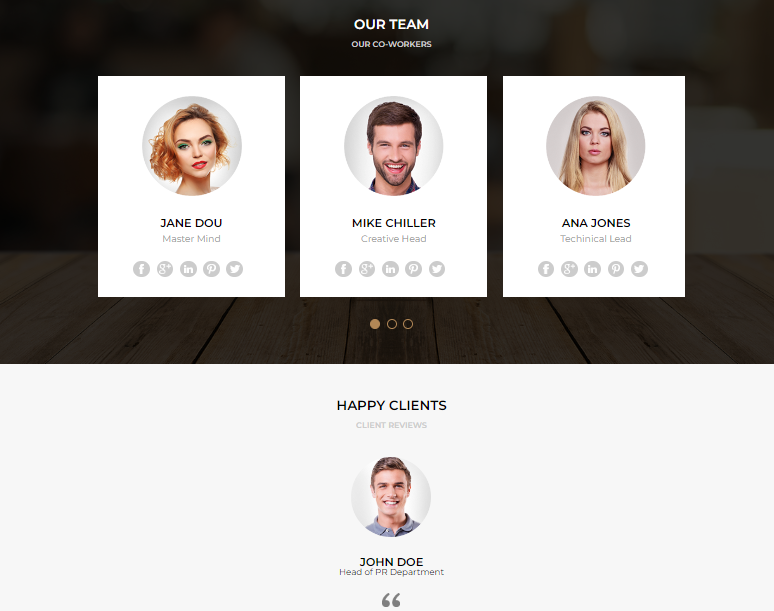 OUR TEAM
OUR CO-WORKERS
JANE DOU
Master Mind
MIKE CHILLER
Creative Head
ANA JONES
Techinical Lead
HAPPY CLIENTS
CLIENT REVIEWS
JOHN DOE
Head of PR Department
“